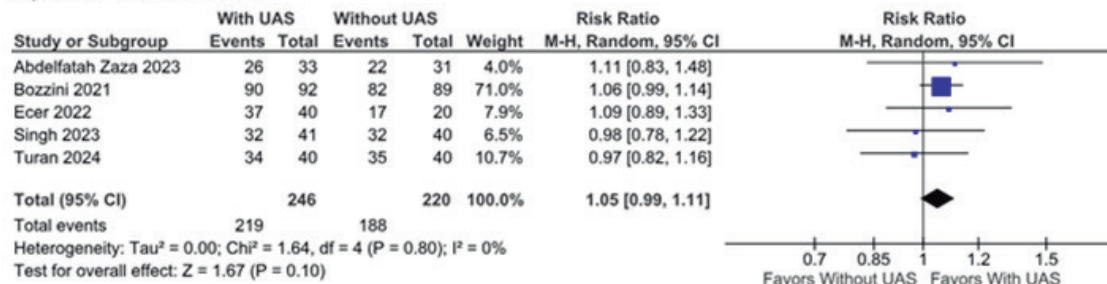 With UAS Without UAS Risk Ratio Risk Ratio
Study or Subgroup Events Total Events Total Weight M-H, Random, 95% CI M-H, Random, 95% CI
Abdelfatah Zaza 2023 26 33 22 31 4.0% 1.11 [0.83, 1.48]
Bozzini 2021 90 92 82 89 71.0% 1.06 [0.99, 1.14]
Ecer 2022 37 40 17 20 7.9% 1.09 [0.89, 1.33]
Singh 2023 32 41 32 40 6.5% 0.98 [0.78, 1.22]
Turan 2024 34 40 35 40 10.7% 0.97 [0.82, 1.16]
Total (95% CI) 246 220 100.0% 1.05 [0.99, 1.11]
Total events 219 188
Heterogeneity: Tau² = 0.00; Chi² = 1.64, df = 4 (P = 0.80); I² = 0%
Test for overall effect: Z = 1.67 (P = 0.10)
0.7 0.85 1 1.2 1.5
Favors Without UAS Favors With UAS